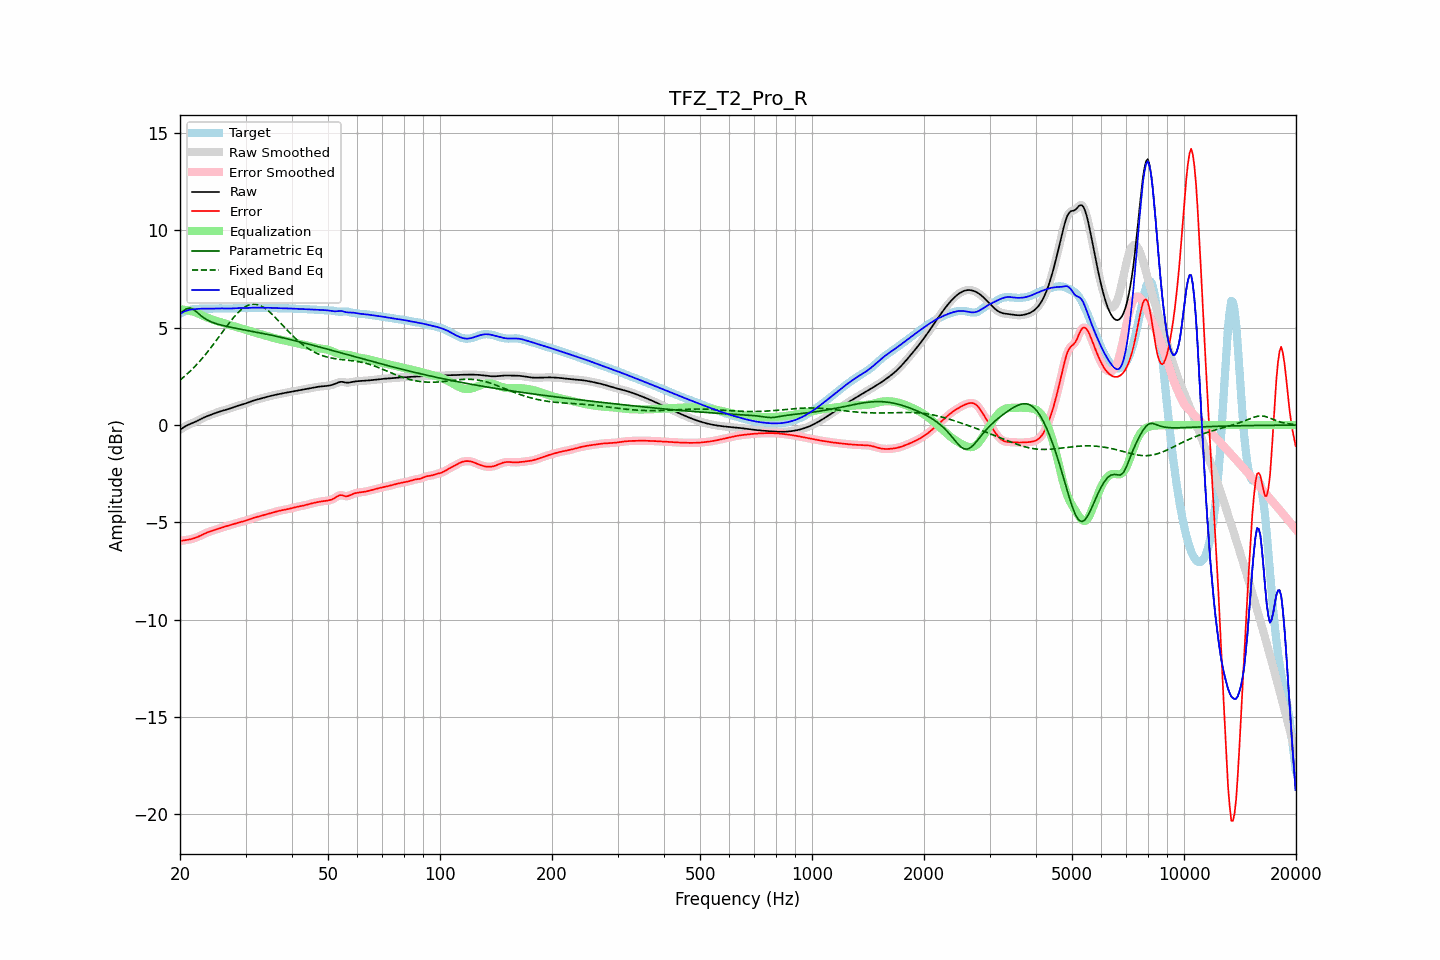 TFZ_T2_Pro_R
Target
Raw Smoothed
Error Smoothed
Raw
Error
Equalization
Parametric Eq
Fixed Band Eq
Equalized
15
10
5
0
−5
−10
−15
−20
Amplitude (dBr)
20 50 100 200 500 1000 2000 5000 10000 20000
Frequency (Hz)